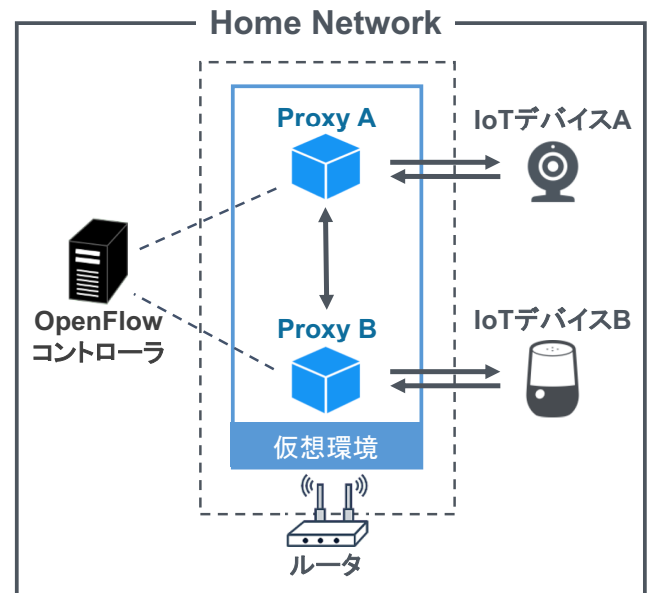 Home Network
Proxy A
IoTデバイスA
OpenFlow
コントローラ
Proxy B
IoTデバイスB
仮想環境
ルータ